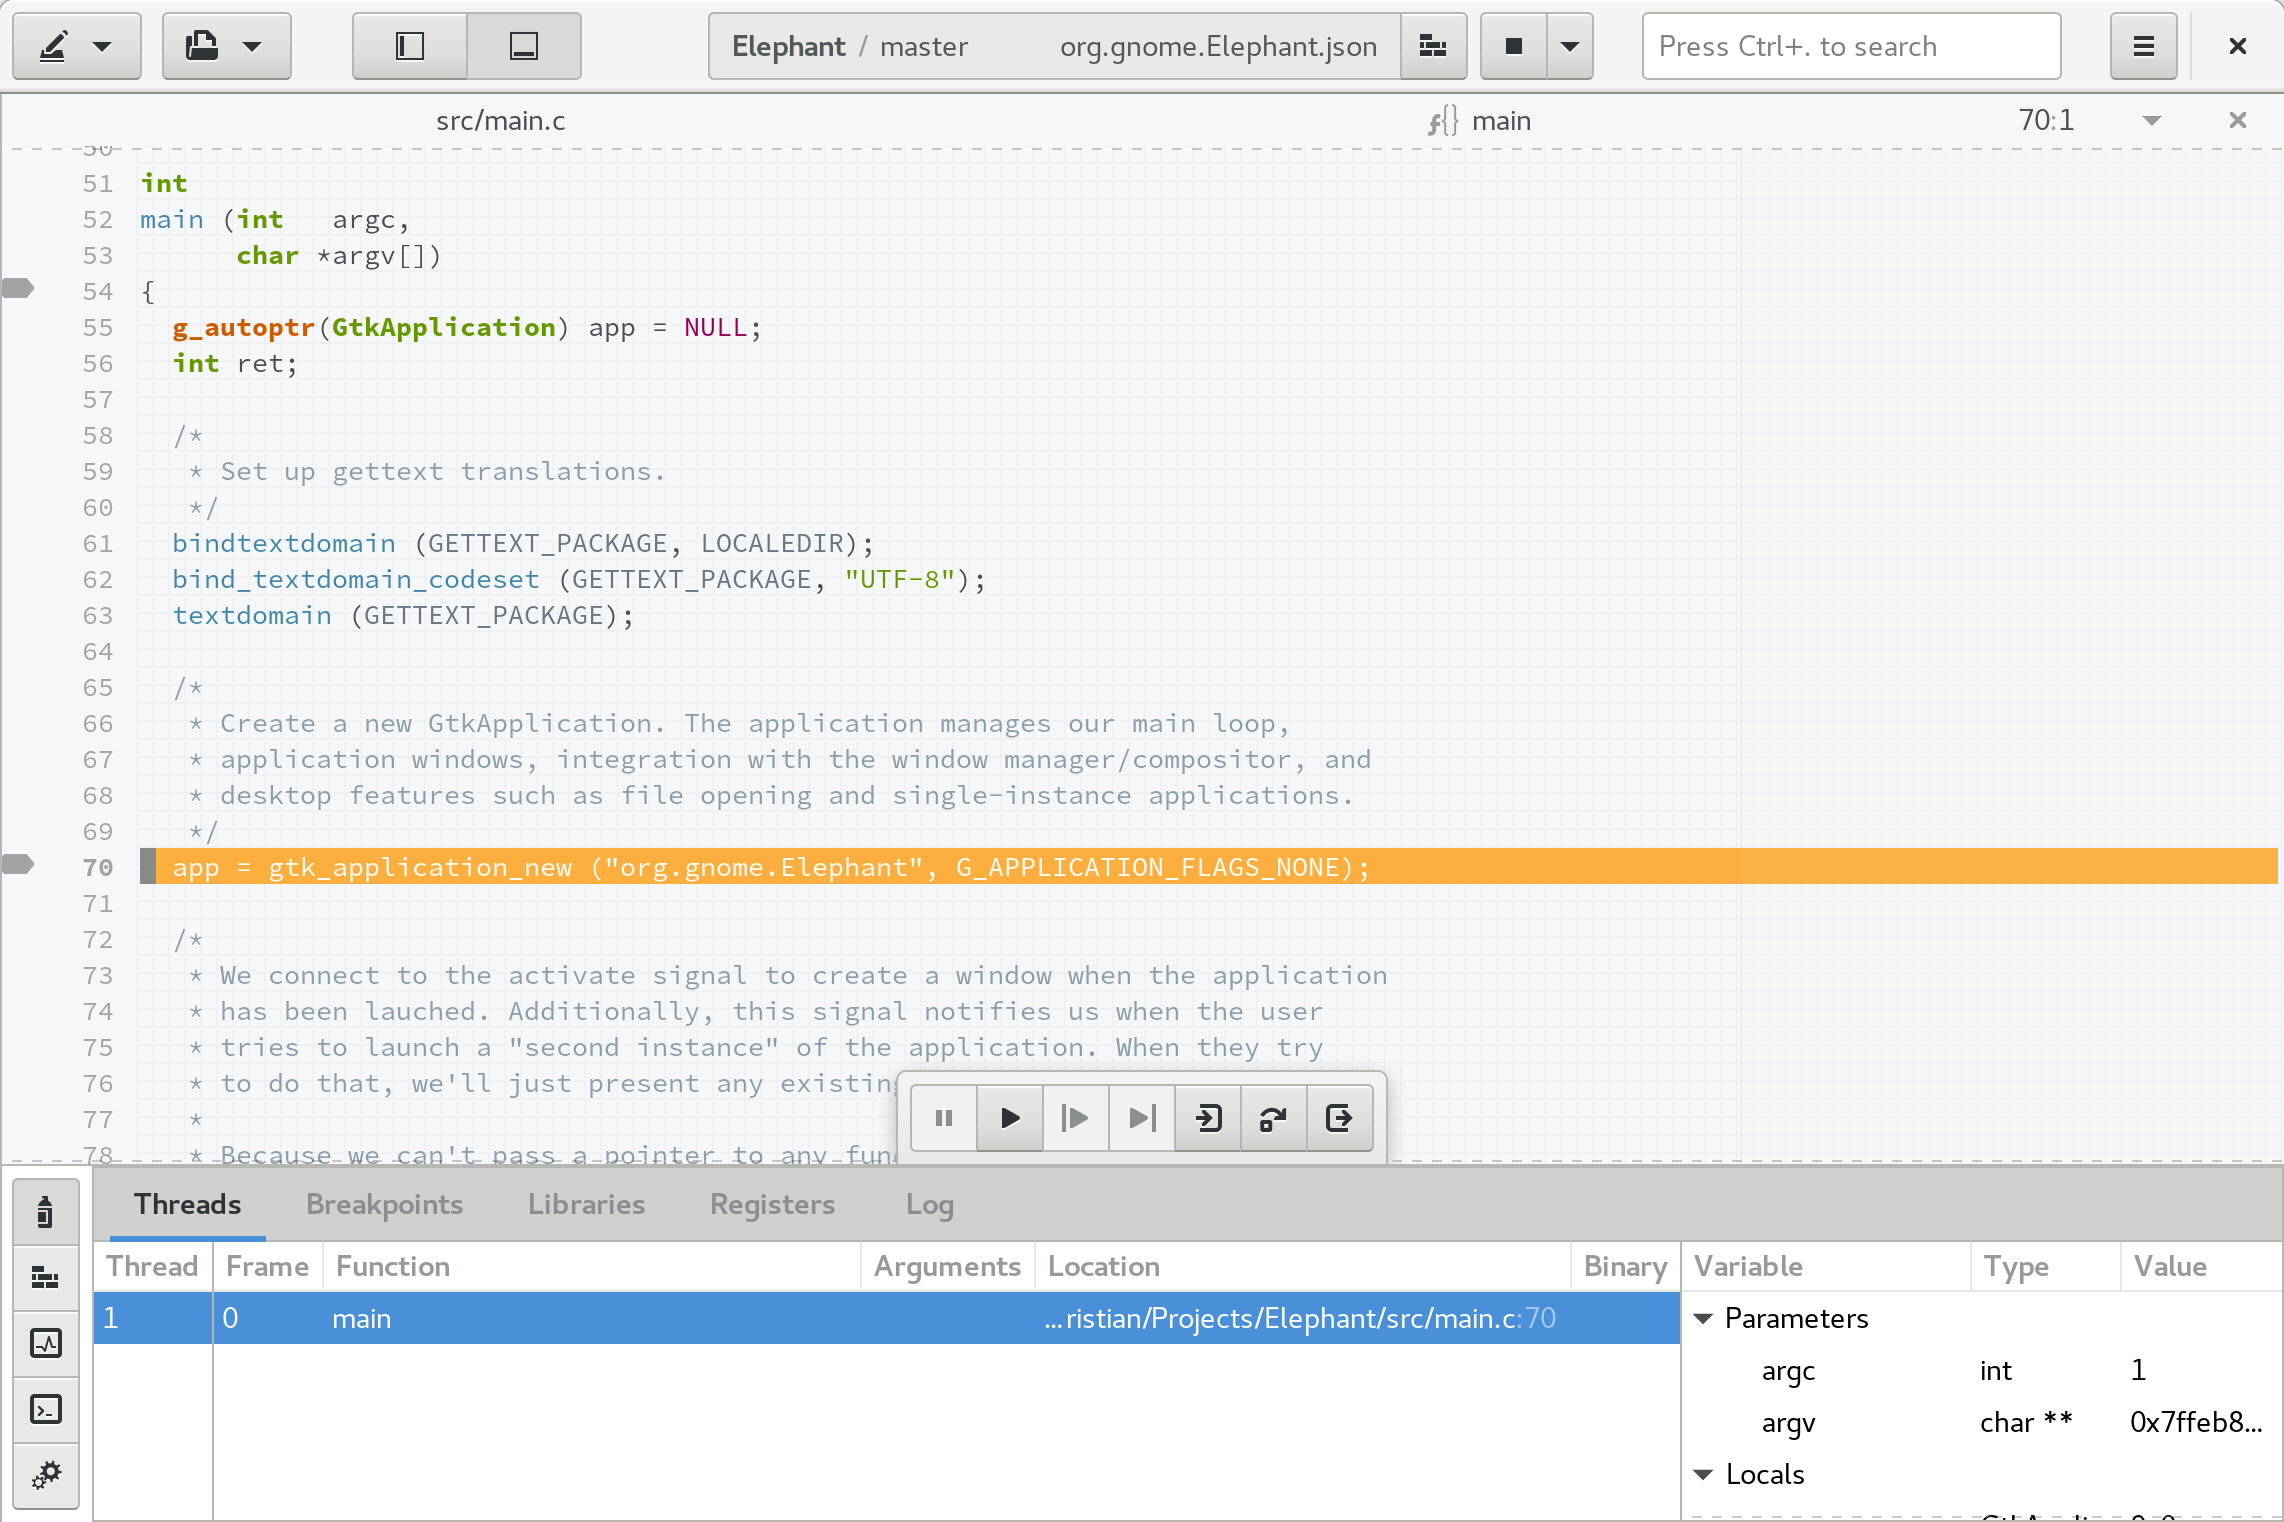 Elephant / master org.gnome.Elephant.json Press Ctrl+. to search
src/main.c main 70:1
50
51 int
52 main (int   argc,
53       char *argv[])
54 {
55   g_autoptr(GtkApplication) app = NULL;
56   int ret;
57
58   /*
59    * Set up gettext translations.
60    */
61   bindtextdomain (GETTEXT_PACKAGE, LOCALEDIR);
62   bind_textdomain_codeset (GETTEXT_PACKAGE, "UTF-8");
63   textdomain (GETTEXT_PACKAGE);
64
65   /*
66    * Create a new GtkApplication. The application manages our main loop,
67    * application windows, integration with the window manager/compositor, and
68    * desktop features such as file opening and single-instance applications.
69    */
70   app = gtk_application_new ("org.gnome.Elephant", G_APPLICATION_FLAGS_NONE);
71
72   /*
73    * We connect to the activate signal to create a window when the application
74    * has been lauched. Additionally, this signal notifies us when the user
75    * tries to launch a "second instance" of the application. When they try
76    * to do that, we'll just present any existing
77    *
78    * Because we can't pass a pointer to any fun
Threads Breakpoints Libraries Registers Log
Thread Frame Function Arguments Location Binary Variable Type Value
1 0 main ...ristian/Projects/Elephant/src/main.c:70 Parameters
argc int 1
argv char ** 0x7ffeb8...
Locals